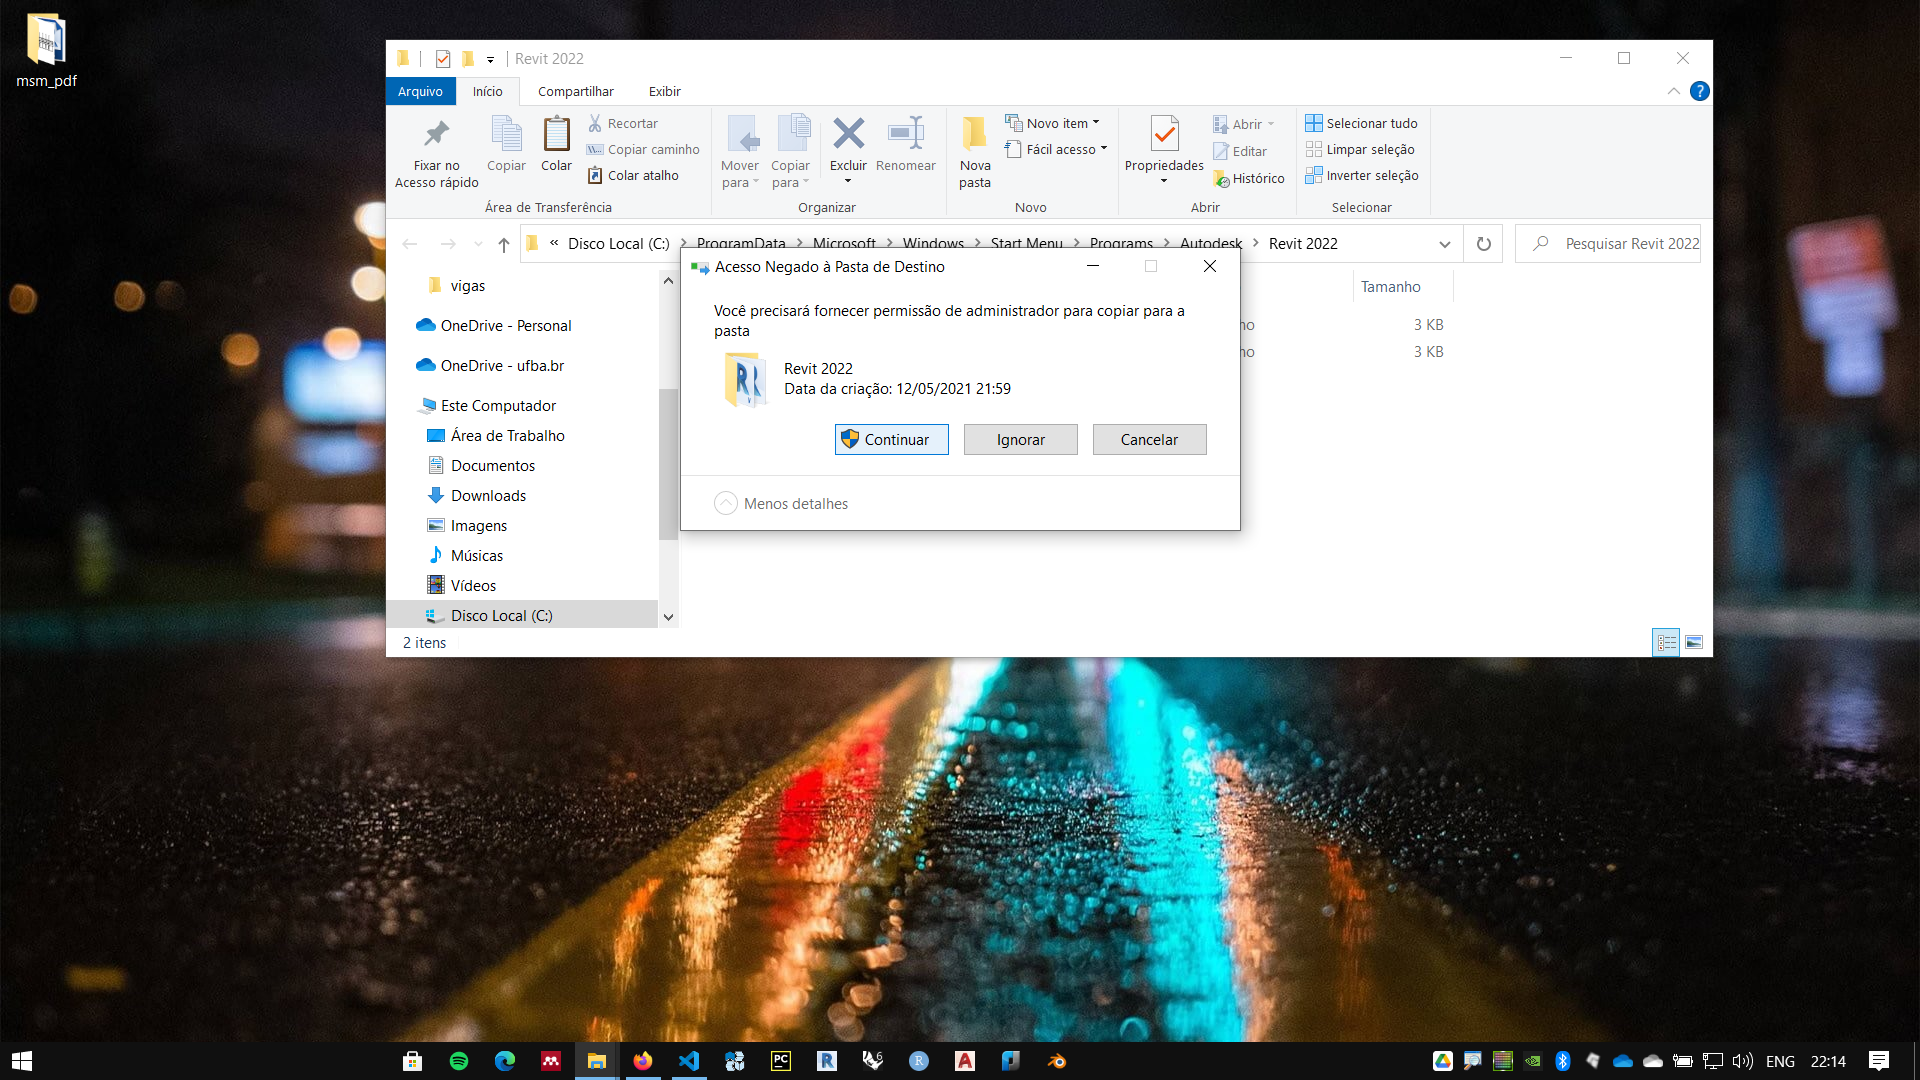 msm_pdf
Revit 2022
Arquivo
Início
Compartilhar
Exibir
?
Fixar no
Acesso rápido
Copiar
Colar
Recortar
Copiar caminho
Colar atalho
Área de Transferência
Mover
para
Copiar
para
Excluir
Renomear
Organizar
Nova
pasta
Novo item
Fácil acesso
Novo
Propriedades
Abrir
Editar
Histórico
Abrir
Selecionar tudo
Limpar seleção
Inverter seleção
Selecionar
« Disco Local (C:) > ProgramData > Microsoft > Windows > Start Menu > Programs > Autodesk > Revit 2022
Pesquisar Revit 2022
vigas
OneDrive - Personal
OneDrive - ufba.br
Este Computador
Área de Trabalho
Documentos
Downloads
Imagens
Músicas
Vídeos
Disco Local (C:)
Tamanho
3 KB
3 KB
2 itens
Acesso Negado à Pasta de Destino
Você precisará fornecer permissão de administrador para copiar para a
pasta
Revit 2022
Data da criação: 12/05/2021 21:59
Continuar
Ignorar
Cancelar
Menos detalhes
PC
R
6
R
A
ENG
22:14